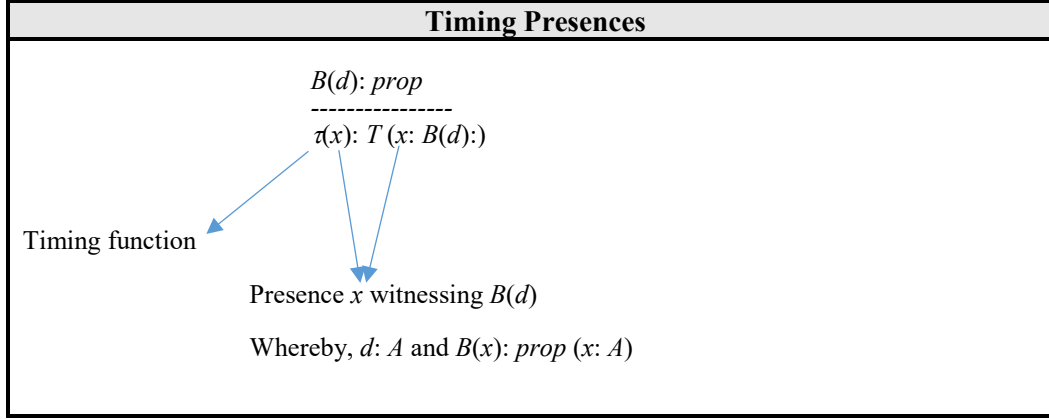 Timing Presences
B(d): prop
----------------
τ(x): T (x: B(d):)
Timing function
Presence x witnessing B(d)
Whereby, d: A and B(x): prop (x: A)